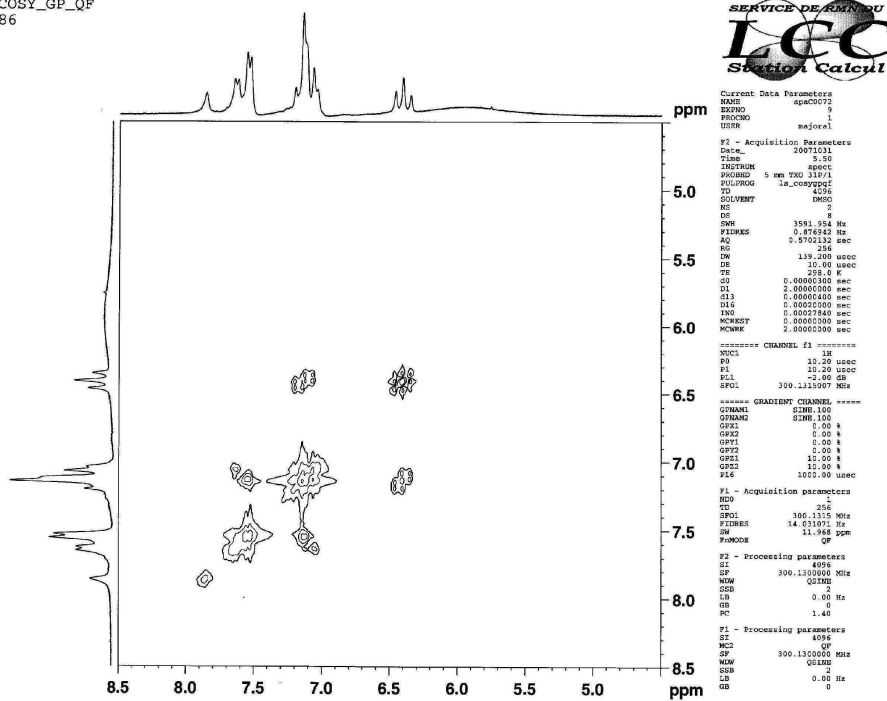 COSY_GP_QF
86
SERVICE DE RMN DU
LCC
Station Calcul
ppm
5.0
5.5
6.0
6.5
7.0
7.5
8.0
8.5
8.5 8.0 7.5 7.0 6.5 6.0 5.5 5.0 ppm
Current Data Parameters
NAME apaC0072
EXPNO 9
PROCNO 1
USER majoral
F2 - Acquisition Parameters
Date_ 20071031
Time 5.50
INSTRUM spect
PROBHD 5 mm TXO 31P/1
PULPROG ls_cosygpqf
TD 4096
SOLVENT DMSO
NS 2
DS 8
SWH 3591.954 Hz
FIDRES 0.876942 Hz
AQ 0.5702132 sec
RG 256
DW 139.200 usec
DE 10.00 usec
TE 298.0 K
d0 0.00000300 sec
D1 2.00000000 sec
d13 0.00000400 sec
D16 0.00020000 sec
IN0 0.00027840 sec
MCREST 0.00000000 sec
MCWRK 2.00000000 sec
======== CHANNEL f1 ========
NUC1 1H
P0 10.20 usec
P1 10.20 usec
PL1 -2.00 dB
SFO1 300.1315007 MHz
====== GRADIENT CHANNEL =====
GPNAM1 SINE.100
GPNAM2 SINE.100
GPX1 0.00 %
GPX2 0.00 %
GPY1 0.00 %
GPY2 0.00 %
GPZ1 10.00 %
GPZ2 10.00 %
P16 1000.00 usec
F1 - Acquisition parameters
ND0 1
TD 256
SFO1 300.1315 MHz
FIDRES 14.031071 Hz
SW 11.968 ppm
FnMODE QF
F2 - Processing parameters
SI 4096
SF 300.1300000 MHz
WDW QSINE
SSB 2
LB 0.00 Hz
GB 0
PC 1.40
F1 - Processing parameters
SI 4096
MC2 QF
SF 300.1300000 MHz
WDW QSINE
SSB 2
LB 0.00 Hz
GB 0